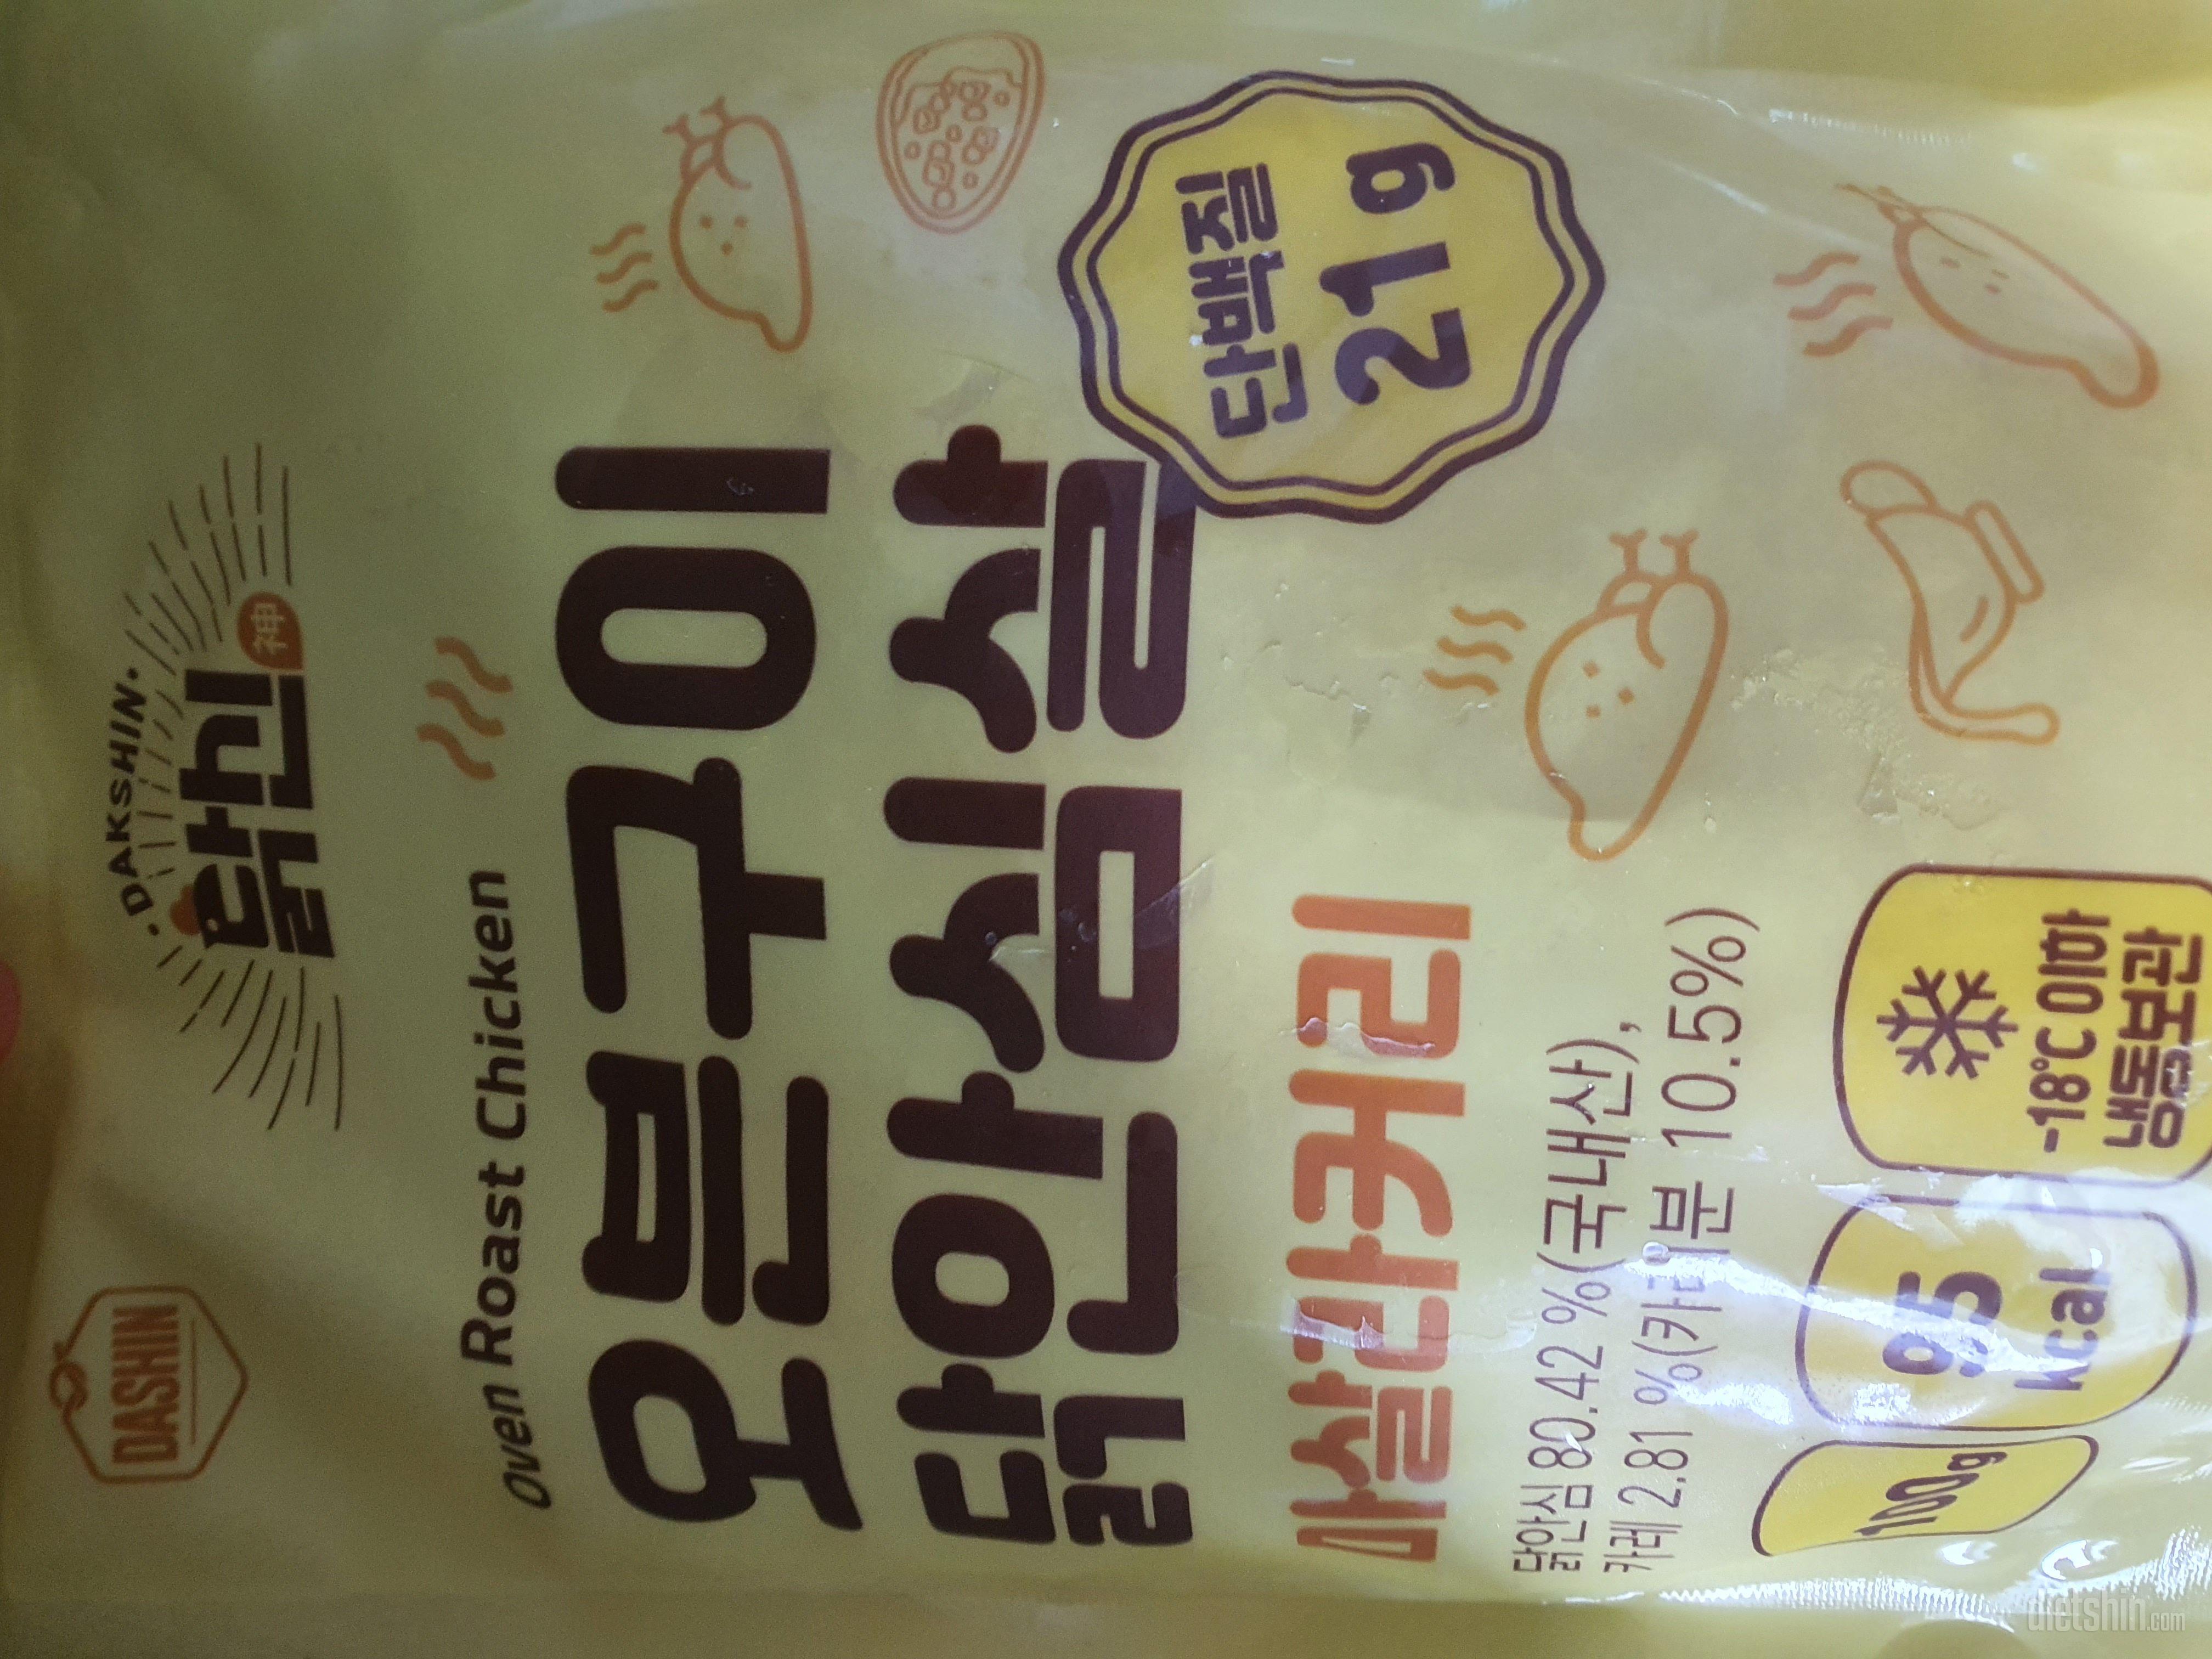 DASHIN
·DAKSHIN·
닭신
神
Oven Roast Chicken
오븐구이
닭안심살
사살라커리
단백질
21g
닭안심 80.42 %(국내산),
카레 2.81 %(카레분 10.5%)
100g
95
kcal
-18℃ 이하
냉동보관
dietshin.com